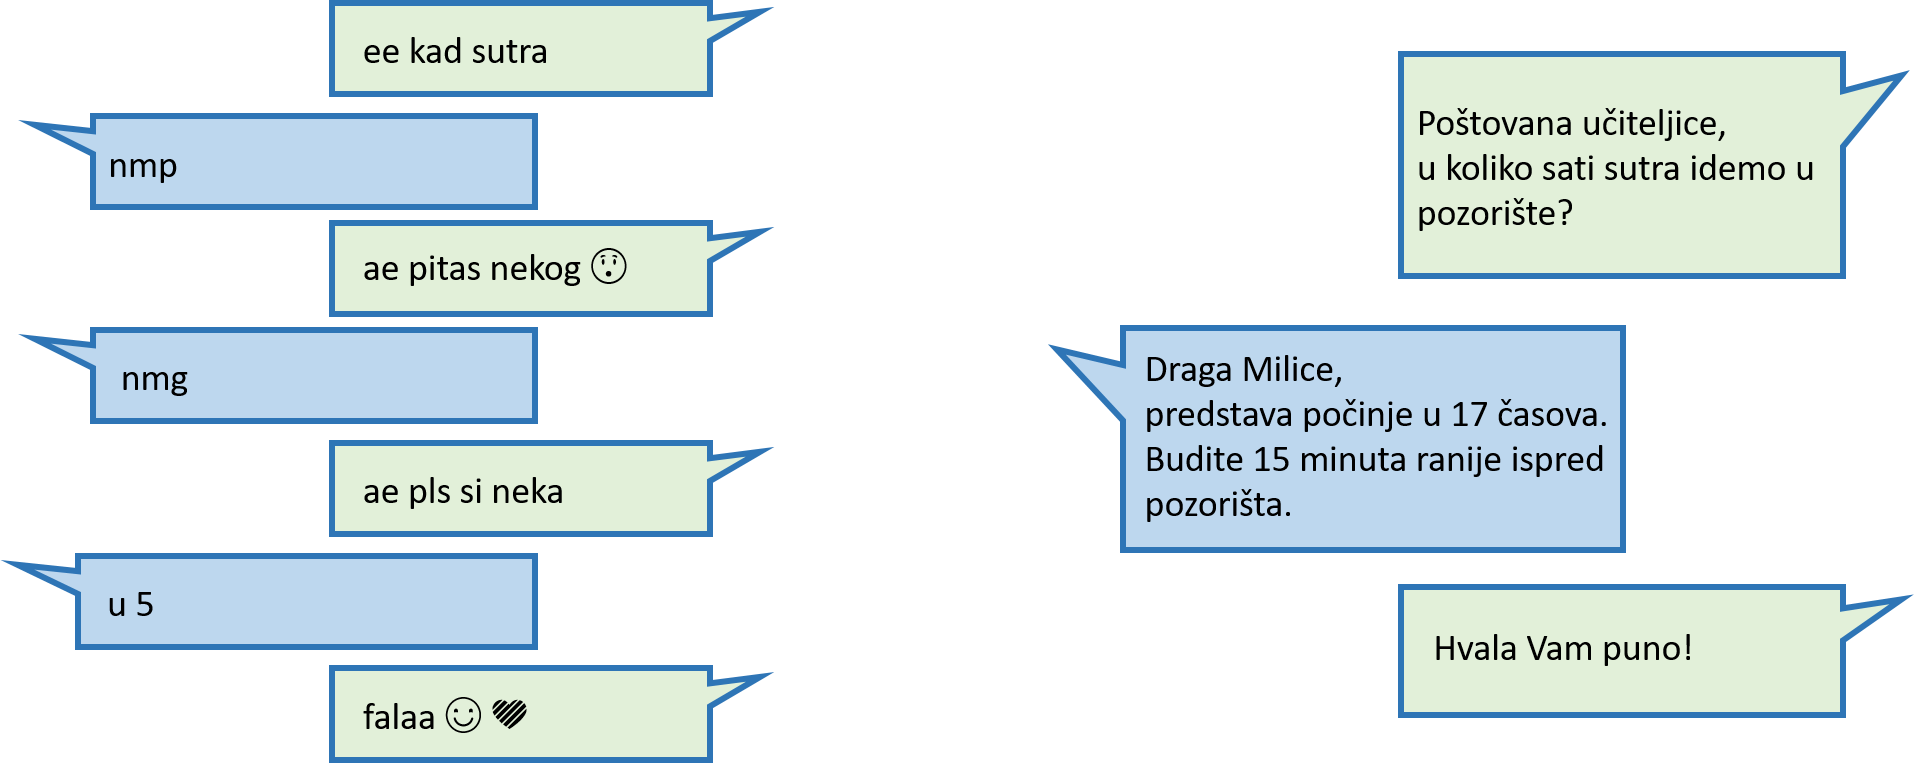 ee kad sutra
nmp
ae pitas nekog 😯
nmg
ae pls si neka
u 5
falaa ☺ ♥
Poštovana učiteljice,
u koliko sati sutra idemo u
pozorište?
Draga Milice,
predstava počinje u 17 časova.
Budite 15 minuta ranije ispred
pozorišta.
Hvala Vam puno!